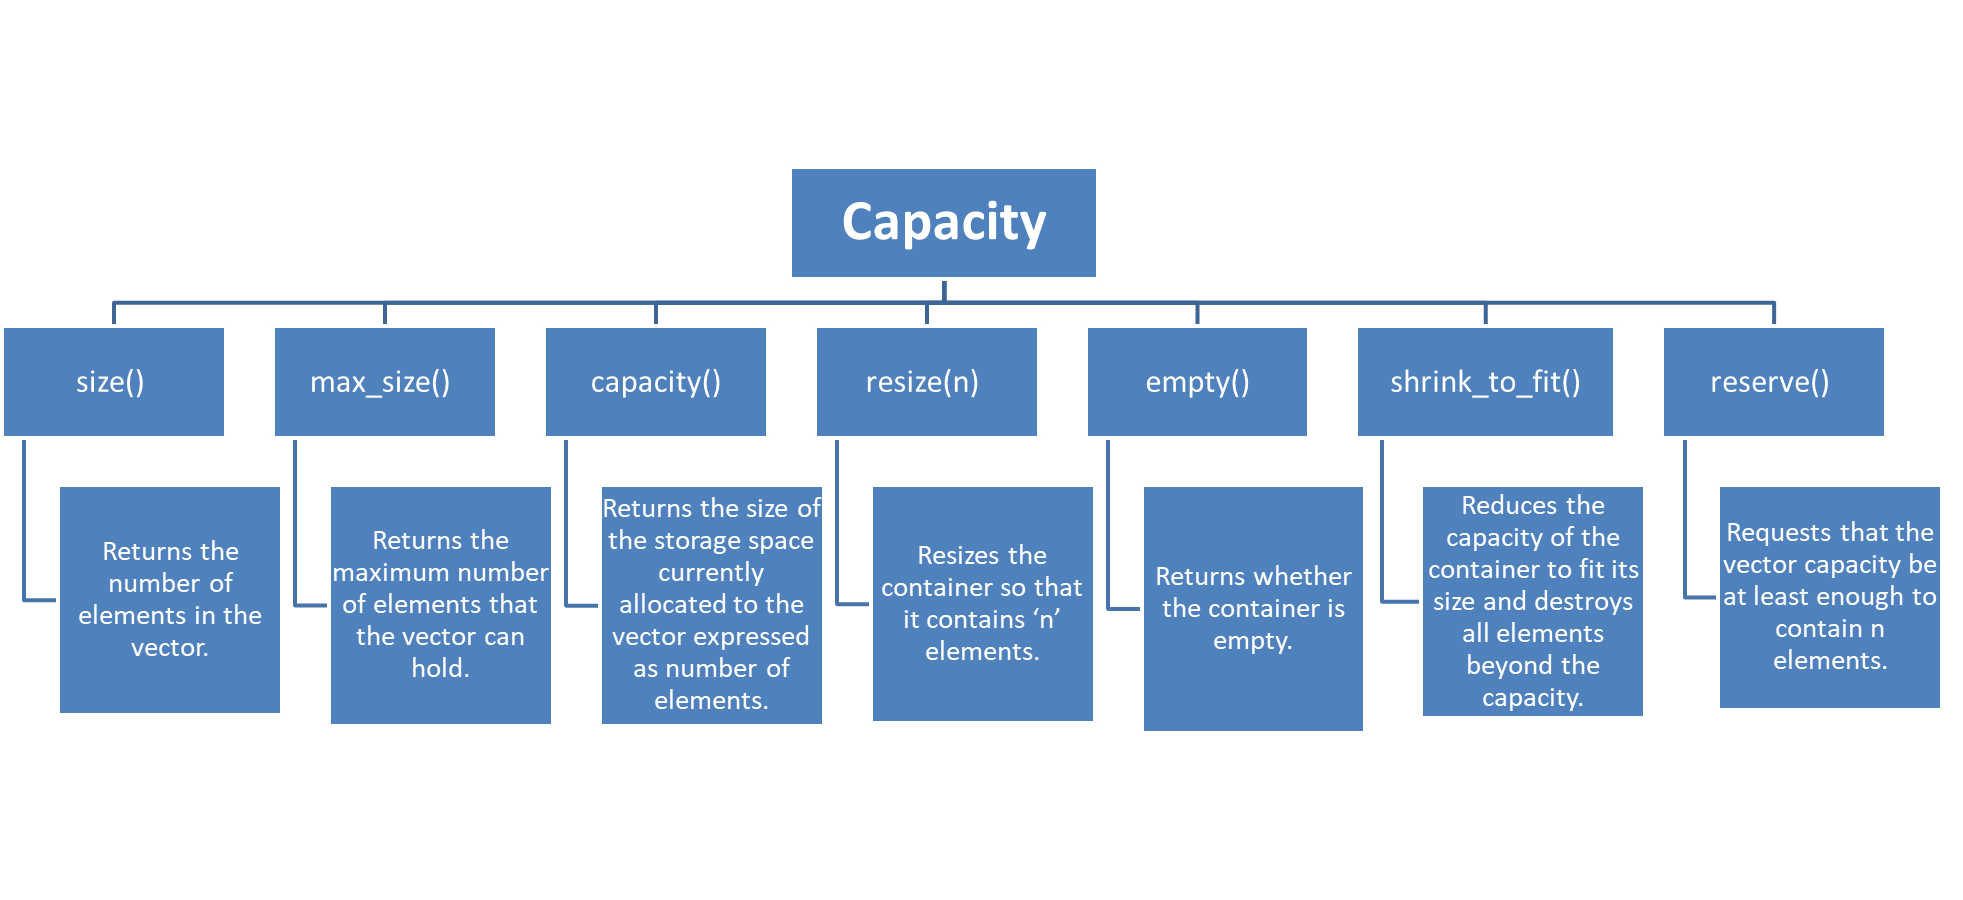 Capacity
size()
max_size()
capacity()
resize(n)
empty()
shrink_to_fit()
reserve()
Returns the
number of
elements in the
vector.
Returns the
maximum number
of elements that
the vector can
hold.
Returns the size of
the storage space
currently
allocated to the
vector expressed
as number of
elements.
Resizes the
container so that
it contains ‘n’
elements.
Returns whether
the container is
empty.
Reduces the
capacity of the
container to fit its
size and destroys
all elements
beyond the
capacity.
Requests that the
vector capacity be
at least enough to
contain n
elements.